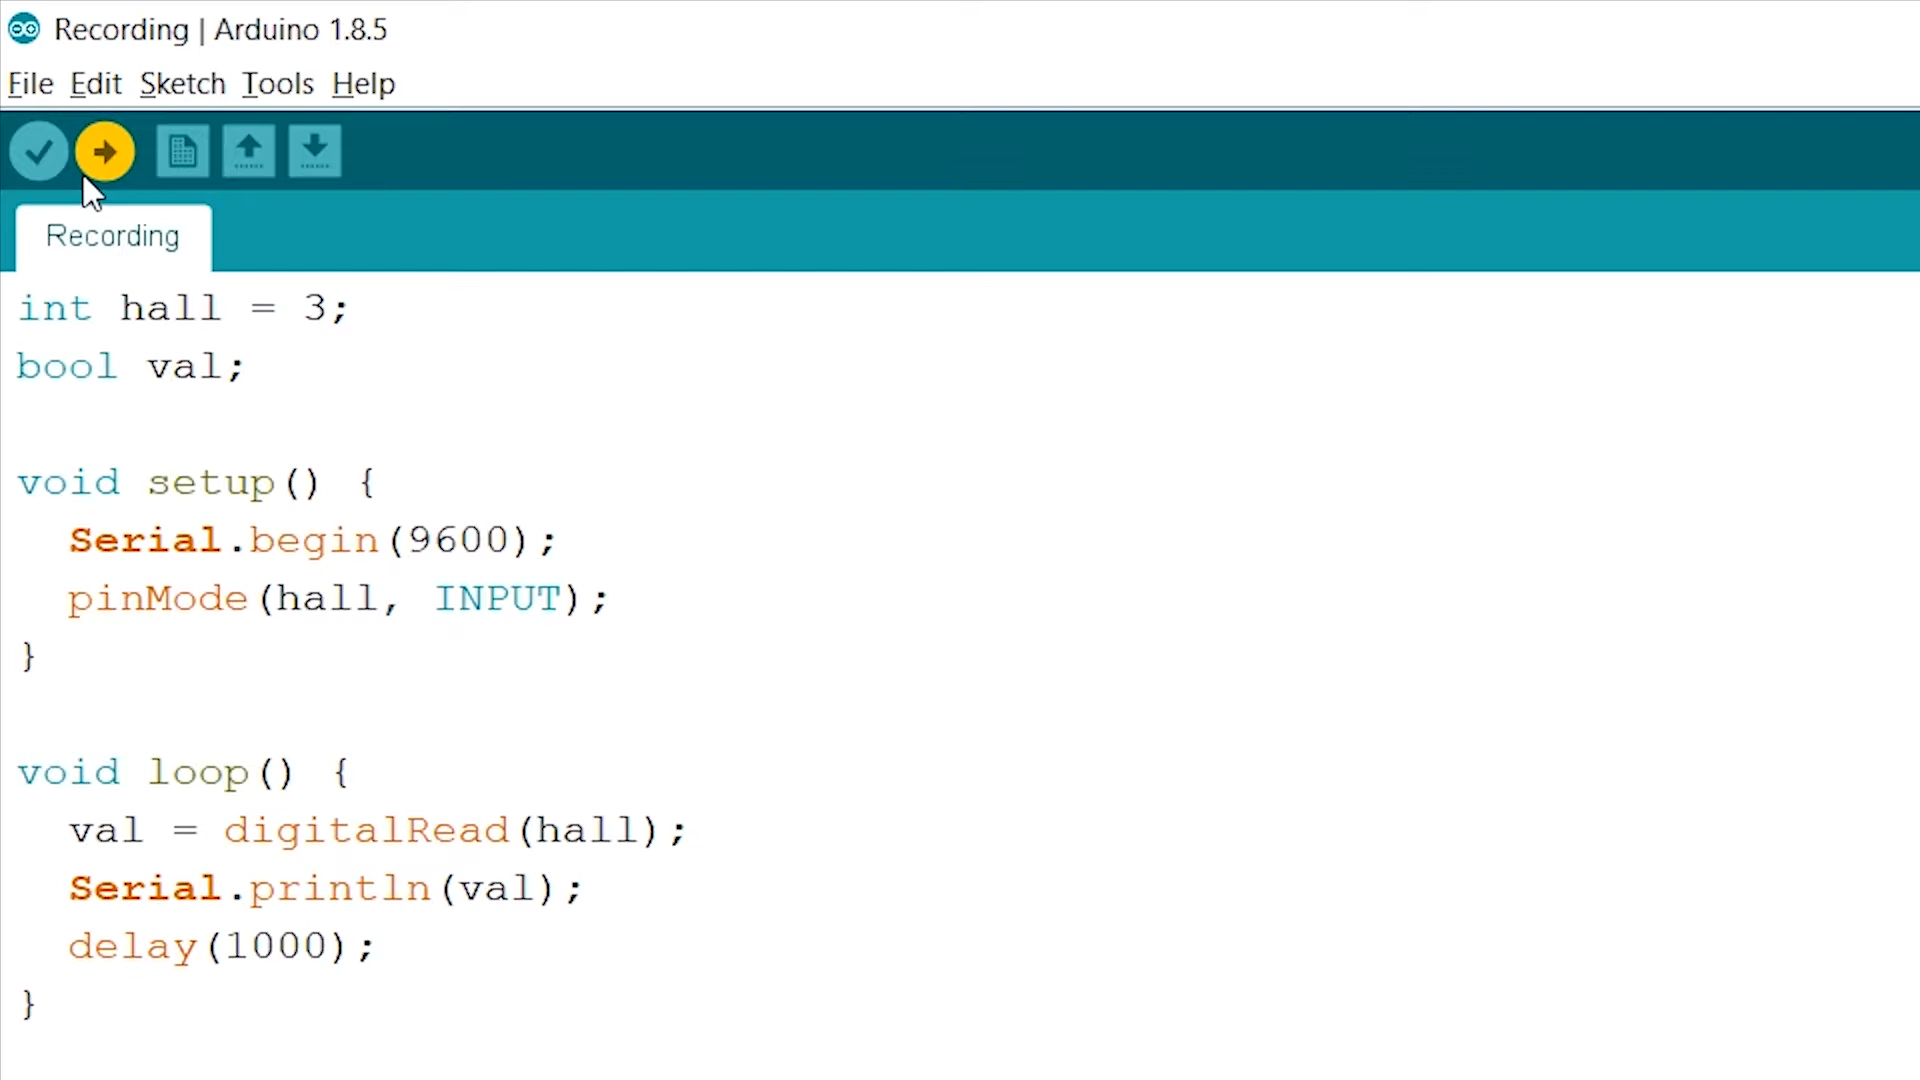 Recording | Arduino 1.8.5
File Edit Sketch Tools Help
Recording
int hall = 3;
bool val;
void setup() {
Serial.begin(9600);
pinMode(hall, INPUT);
}
void loop() {
val = digitalRead(hall);
Serial.println(val);
delay(1000);
}